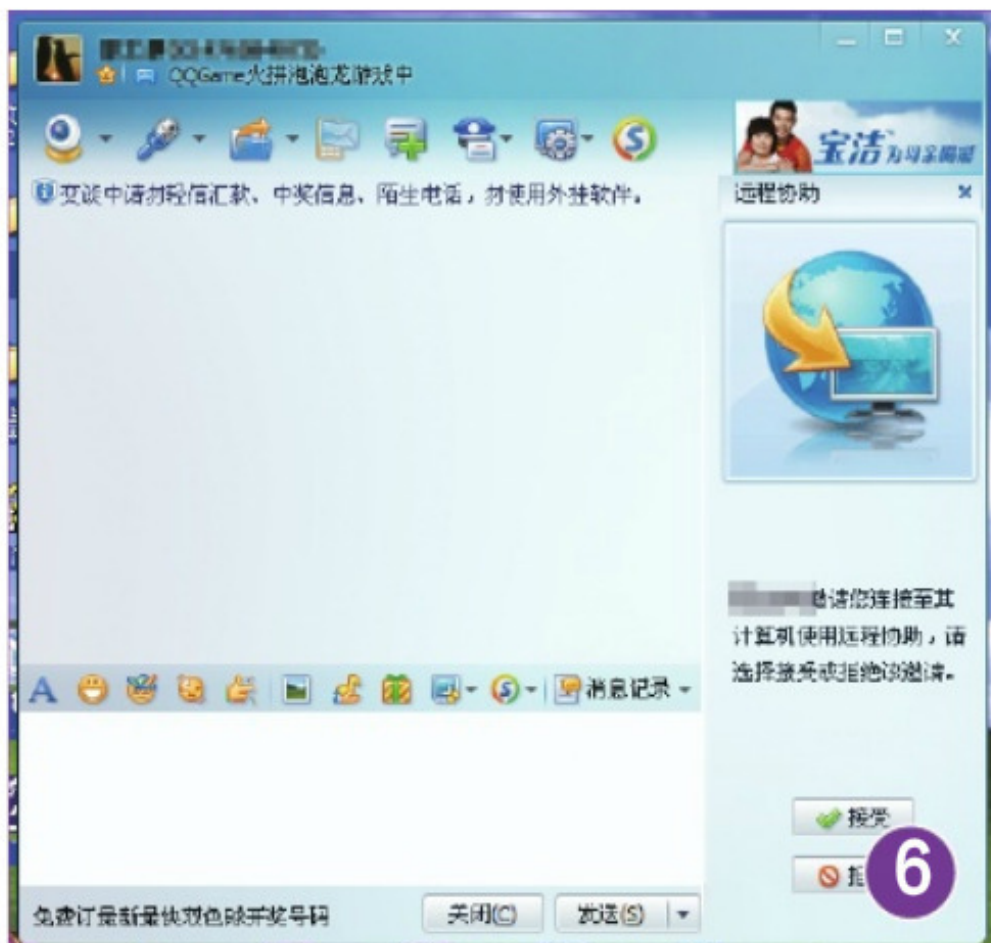 QQGame火拼泡泡龙游戏中
宝洁 为母亲喝彩
交谈中请勿轻信汇款、中奖信息、陌生电话，勿使用外挂软件。
远程协助
邀请您连接至其
计算机使用远程协助，请
选择接受或拒绝该邀请。
A
消息记录
接受
6
免费订最新最快双色球开奖号码
关闭(C)
发送(S)